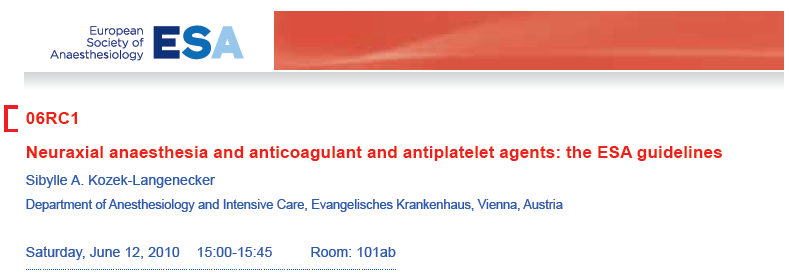 European
Society of
Anaesthesiology
ESA
06RC1
Neuraxial anaesthesia and anticoagulant and antiplatelet agents: the ESA guidelines
Sibylle A. Kozek-Langenecker
Department of Anesthesiology and Intensive Care, Evangelisches Krankenhaus, Vienna, Austria
Saturday, June 12, 2010 15:00-15:45 Room: 101ab